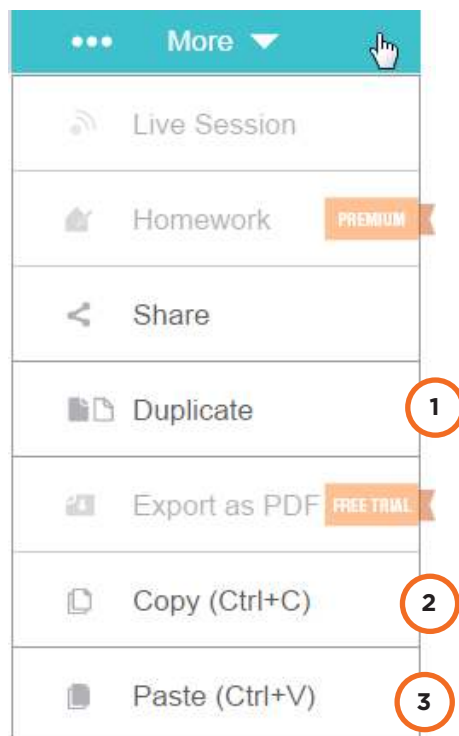 ••• More
Live Session
Homework PREMIUM
Share
Duplicate 1
Export as PDF FREE TRIAL
Copy (Ctrl+C) 2
Paste (Ctrl+V) 3